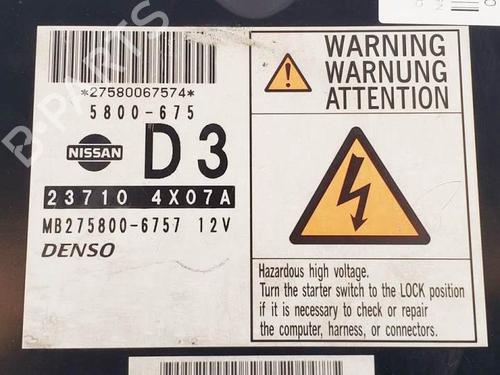 *27580067574*
5800-675
NISSAN
D3
23710 4X07A
MB275800-6757 12V
DENSO
WARNING
WARNUNG
ATTENTION
Hazardous high voltage.
Turn the starter switch to the LOCK position
if it is necessary to check or repair
the computer, harness, or connectors.
B-PARTS